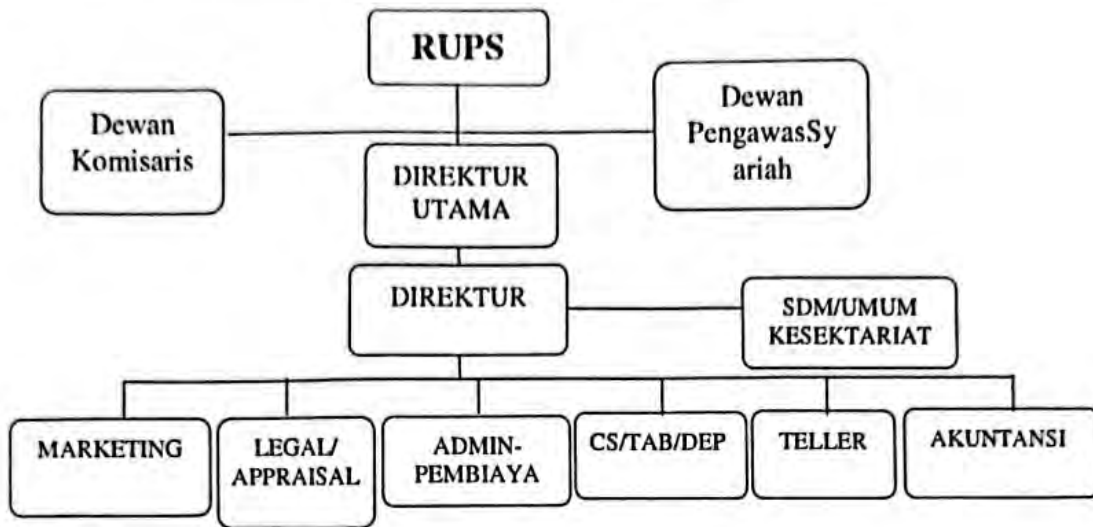 RUPS
Dewan
Komisaris
Dewan
PengawasSy
ariah
DIREKTUR
UTAMA
DIREKTUR
SDM/UMUM
KESEKTARIAT
MARKETING
LEGAL/
APPRAISAL
ADMIN-
PEMBIAYA
CS/TAB/DEP
TELLER
AKUNTANSI